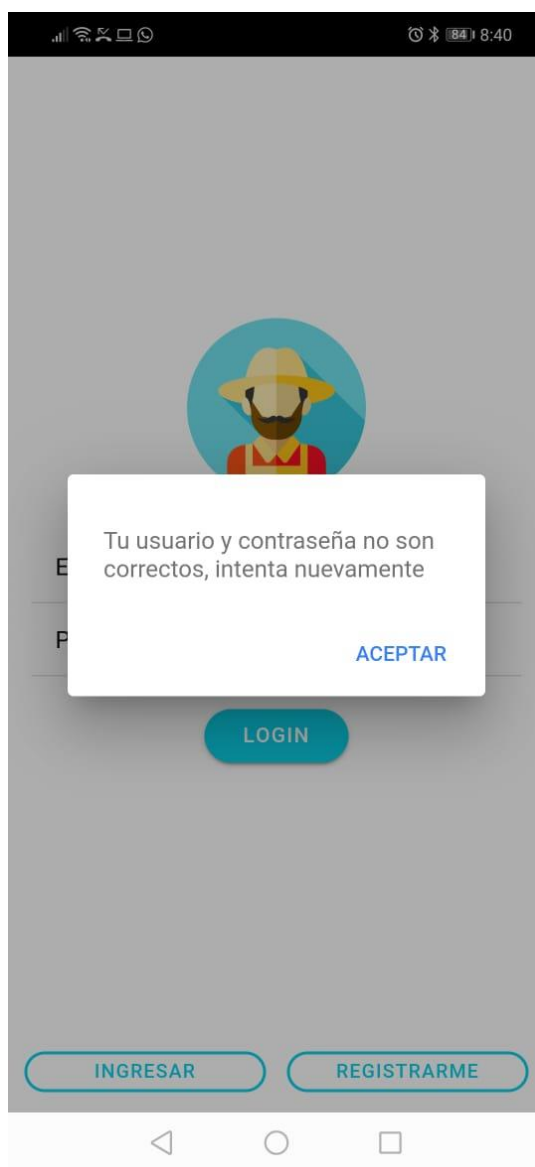 84 8:40
Tu usuario y contraseña no son
correctos, intenta nuevamente
E
P
ACEPTAR
LOGIN
INGRESAR REGISTRARME